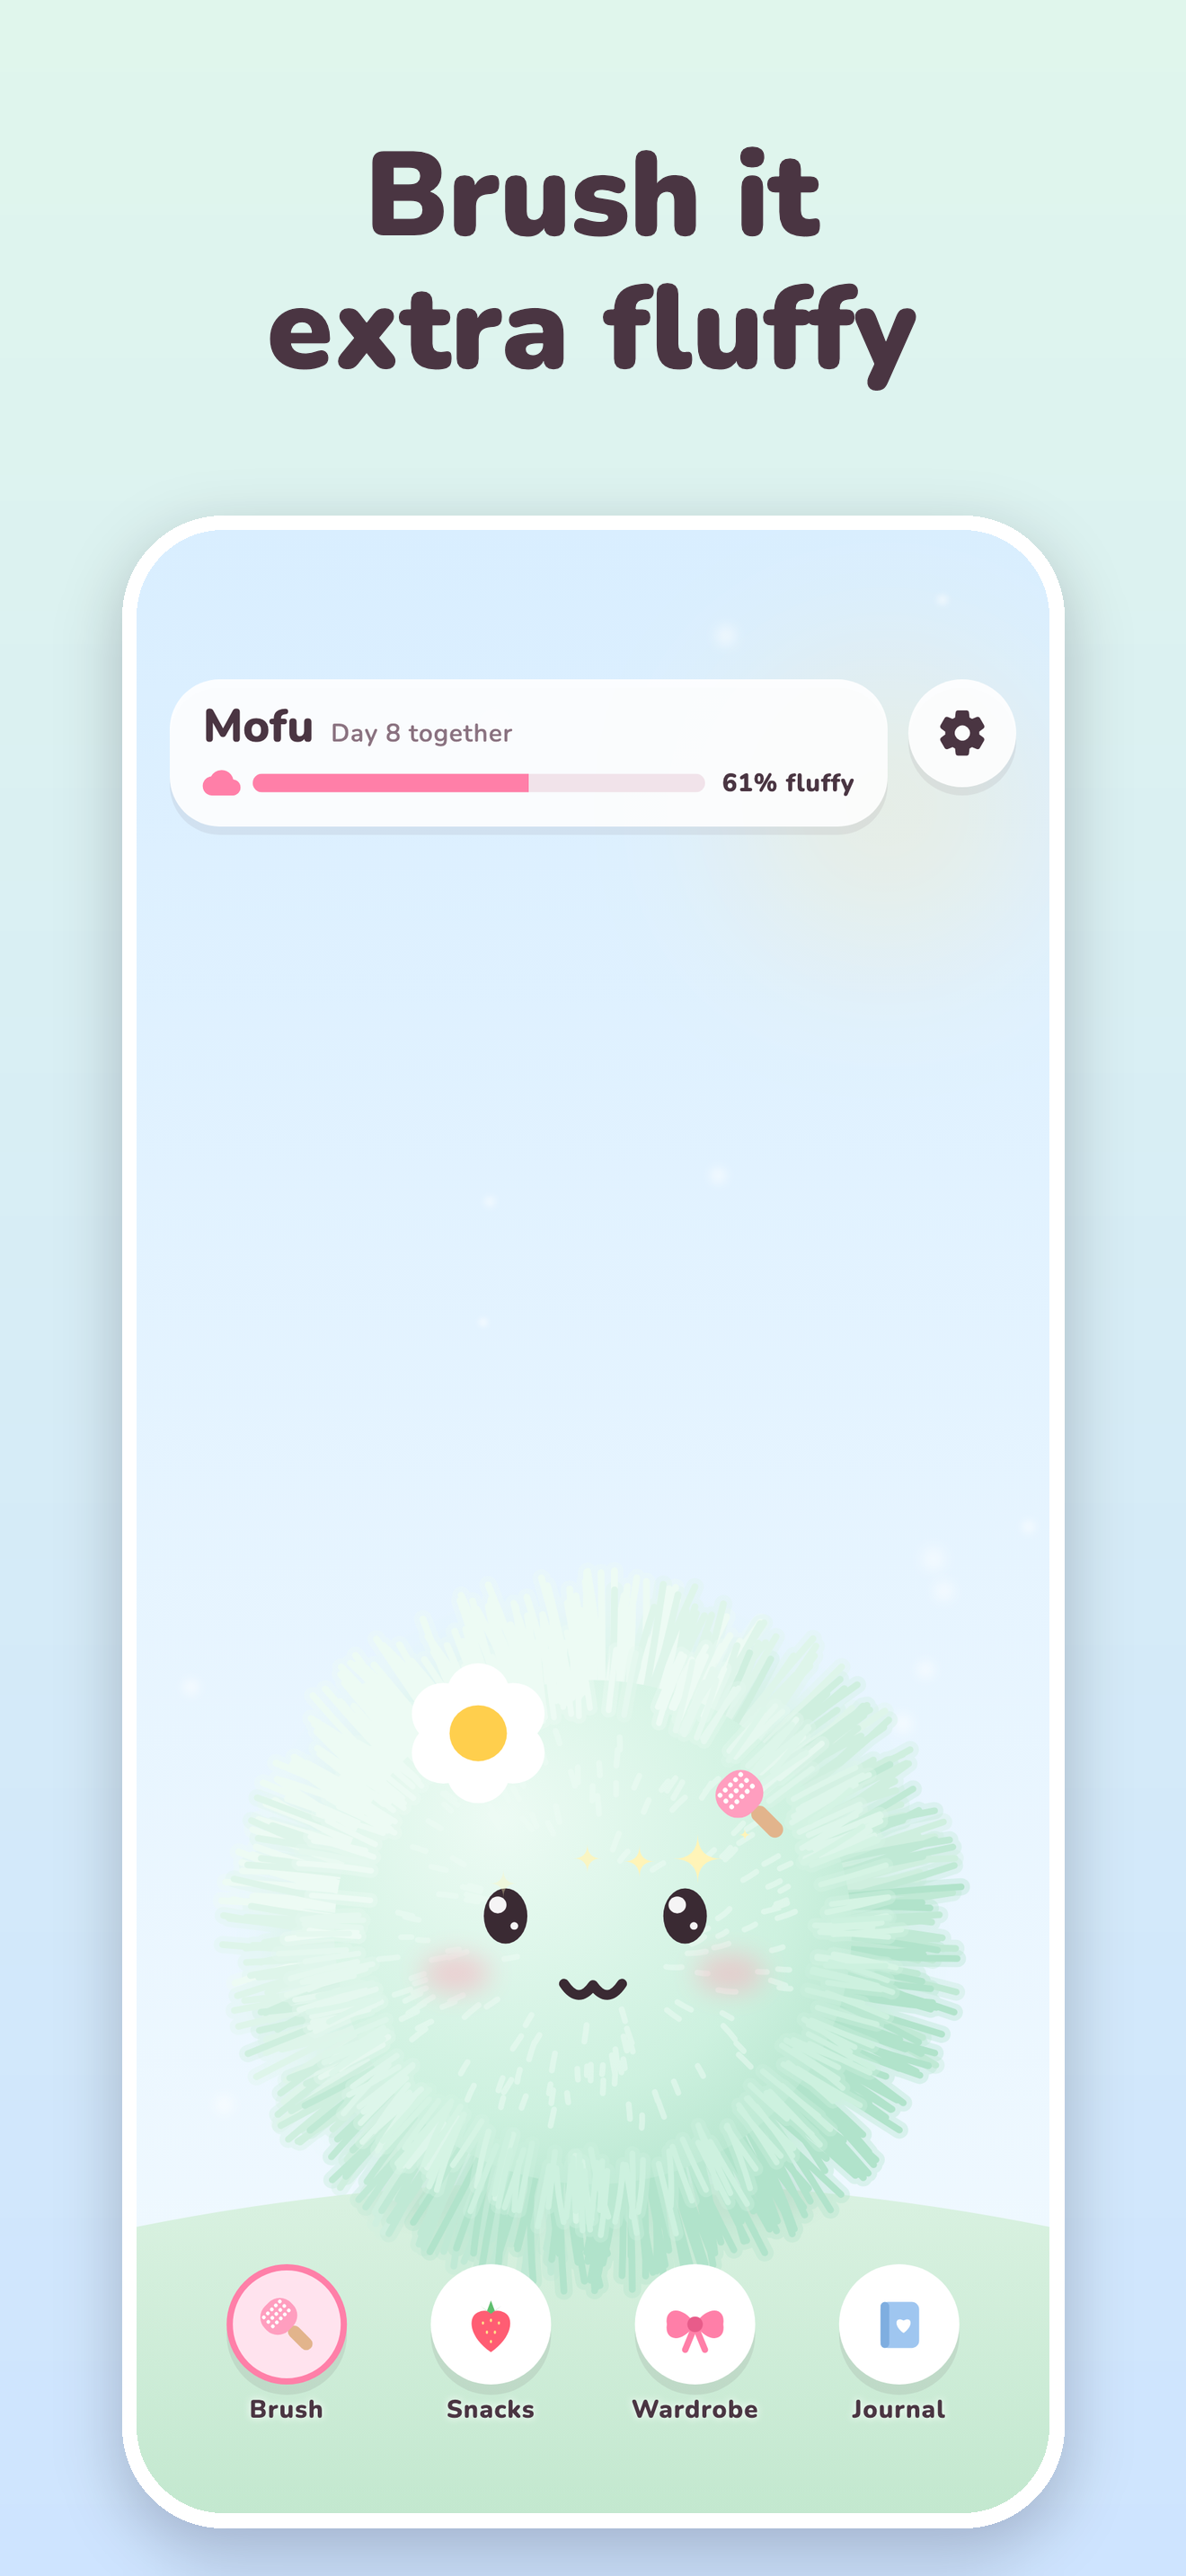 Brush it
extra fluffy
Mofu Day 8 together
61% fluffy
Brush Snacks Wardrobe Journal